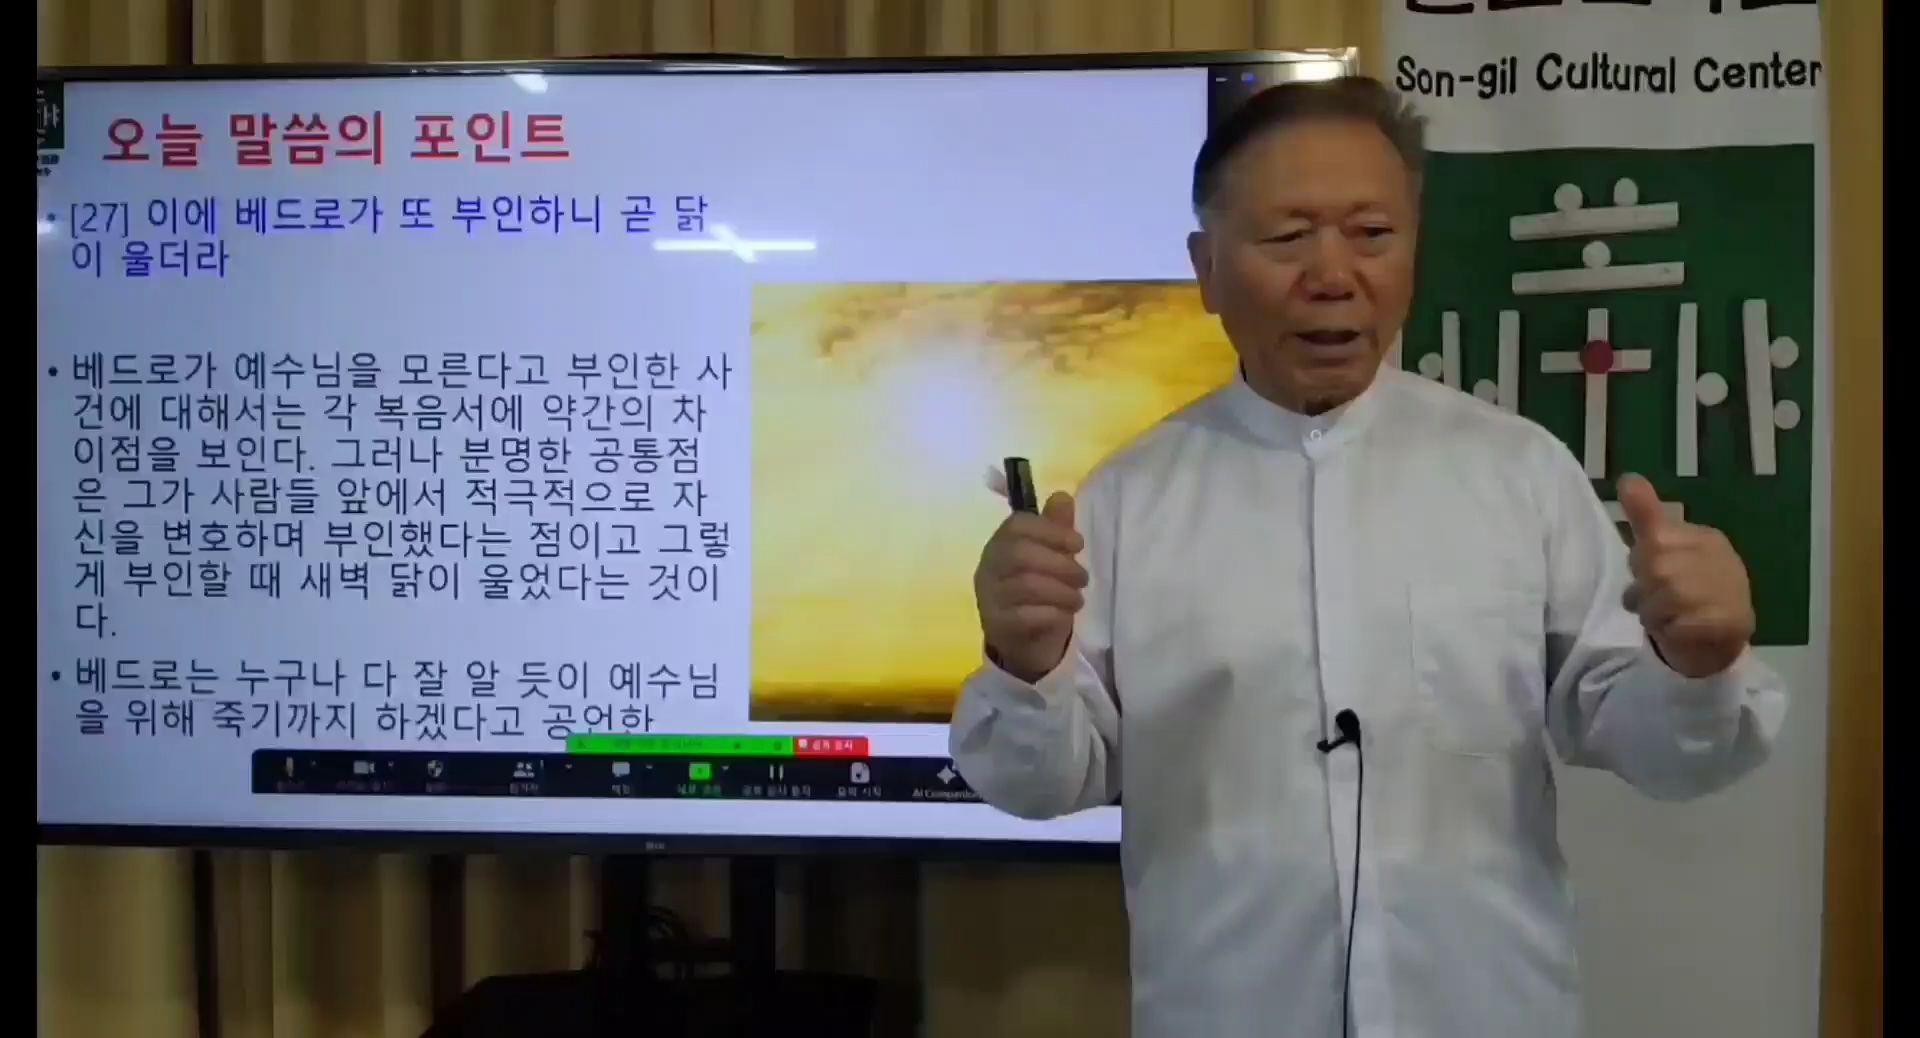 Son-gil Cultural Center
오늘 말씀의 포인트
• [27] 이에 베드로가 또 부인하니 곧 닭
이 울더라
• 베드로가 예수님을 모른다고 부인한 사
건에 대해서는 각 복음서에 약간의 차
이점을 보인다. 그러나 분명한 공통점
은 그가 사람들 앞에서 적극적으로 자
신을 변호하며 부인했다는 점이고 그렇
게 부인할 때 새벽 닭이 울었다는 것이
다.
• 베드로는 누구나 다 잘 알 듯이 예수님
을 위해 죽기까지 하겠다고 공언한